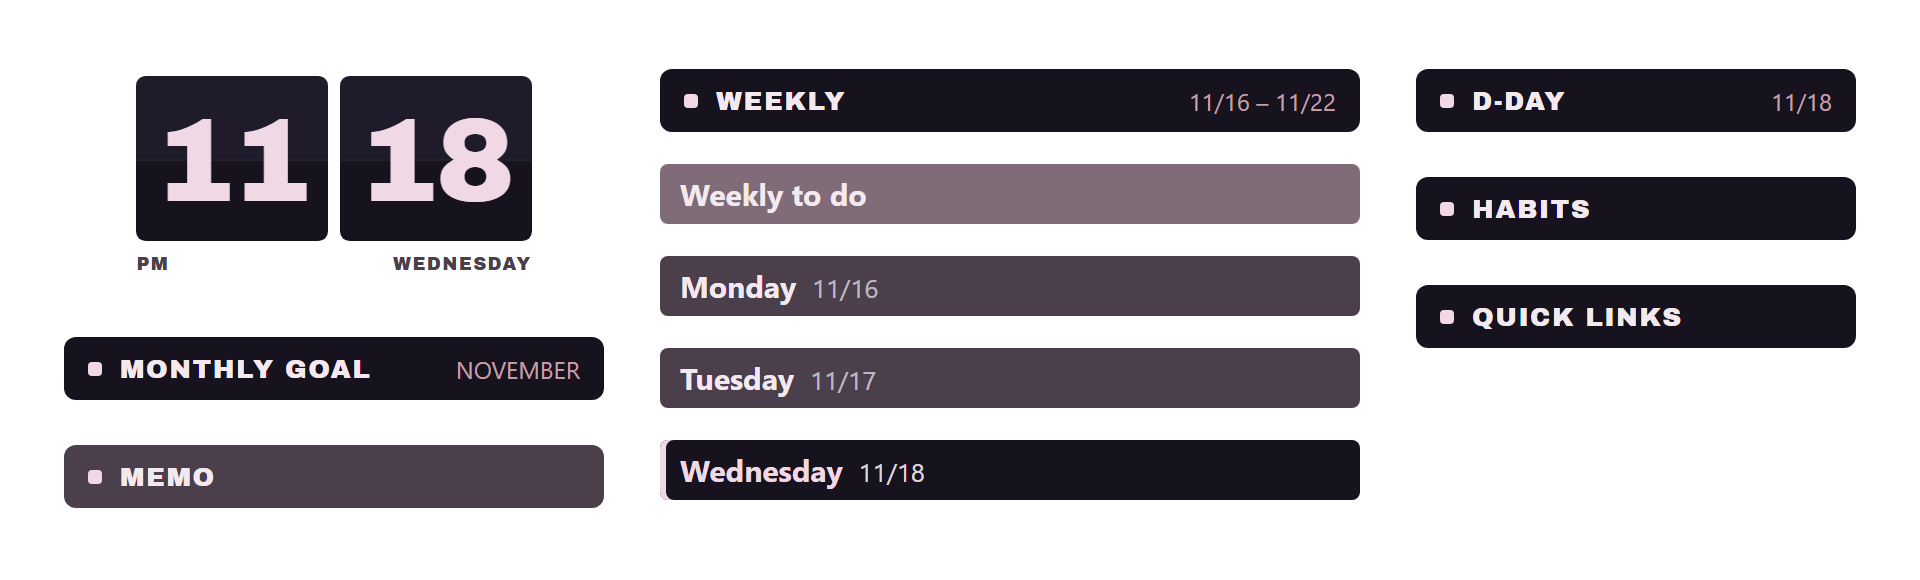 11 18
PM WEDNESDAY
MONTHLY GOAL NOVEMBER
MEMO
WEEKLY 11/16 – 11/22
Weekly to do
Monday 11/16
Tuesday 11/17
Wednesday 11/18
D-DAY 11/18
HABITS
QUICK LINKS